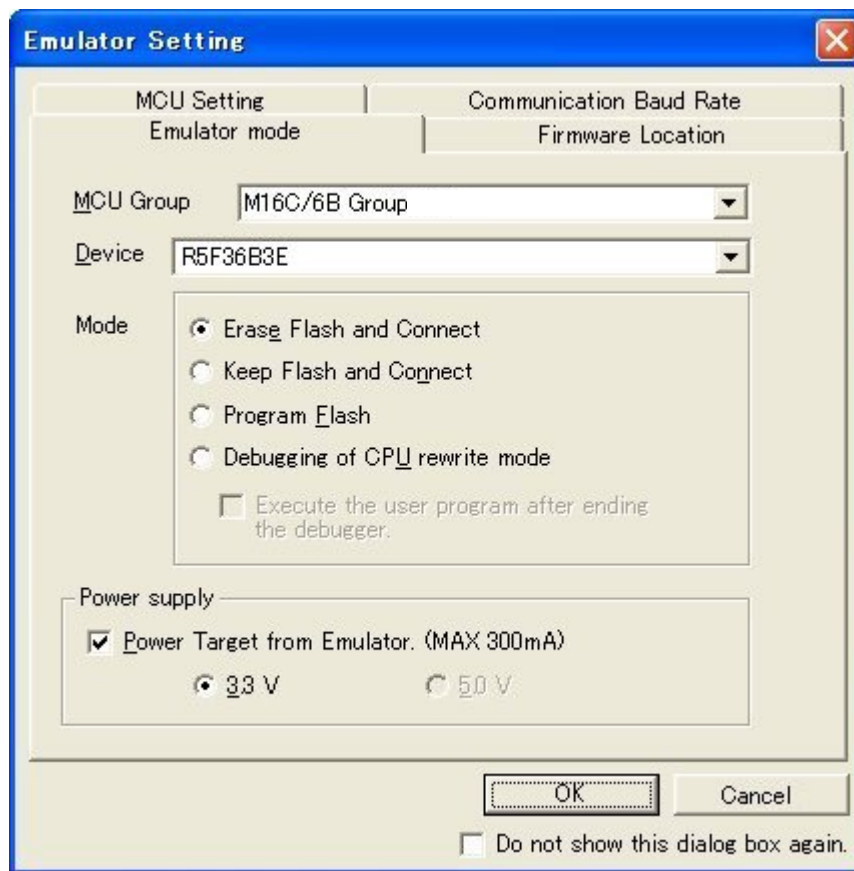 Emulator Setting
MCU Setting Communication Baud Rate
Emulator mode Firmware Location
MCU Group M16C/6B Group
Device R5F36B3E
Mode Erase Flash and Connect
Keep Flash and Connect
Program Flash
Debugging of CPU rewrite mode
Execute the user program after ending
the debugger.
Power supply
Power Target from Emulator. (MAX 300mA)
3.3 V 5.0 V
OK Cancel
Do not show this dialog box again.